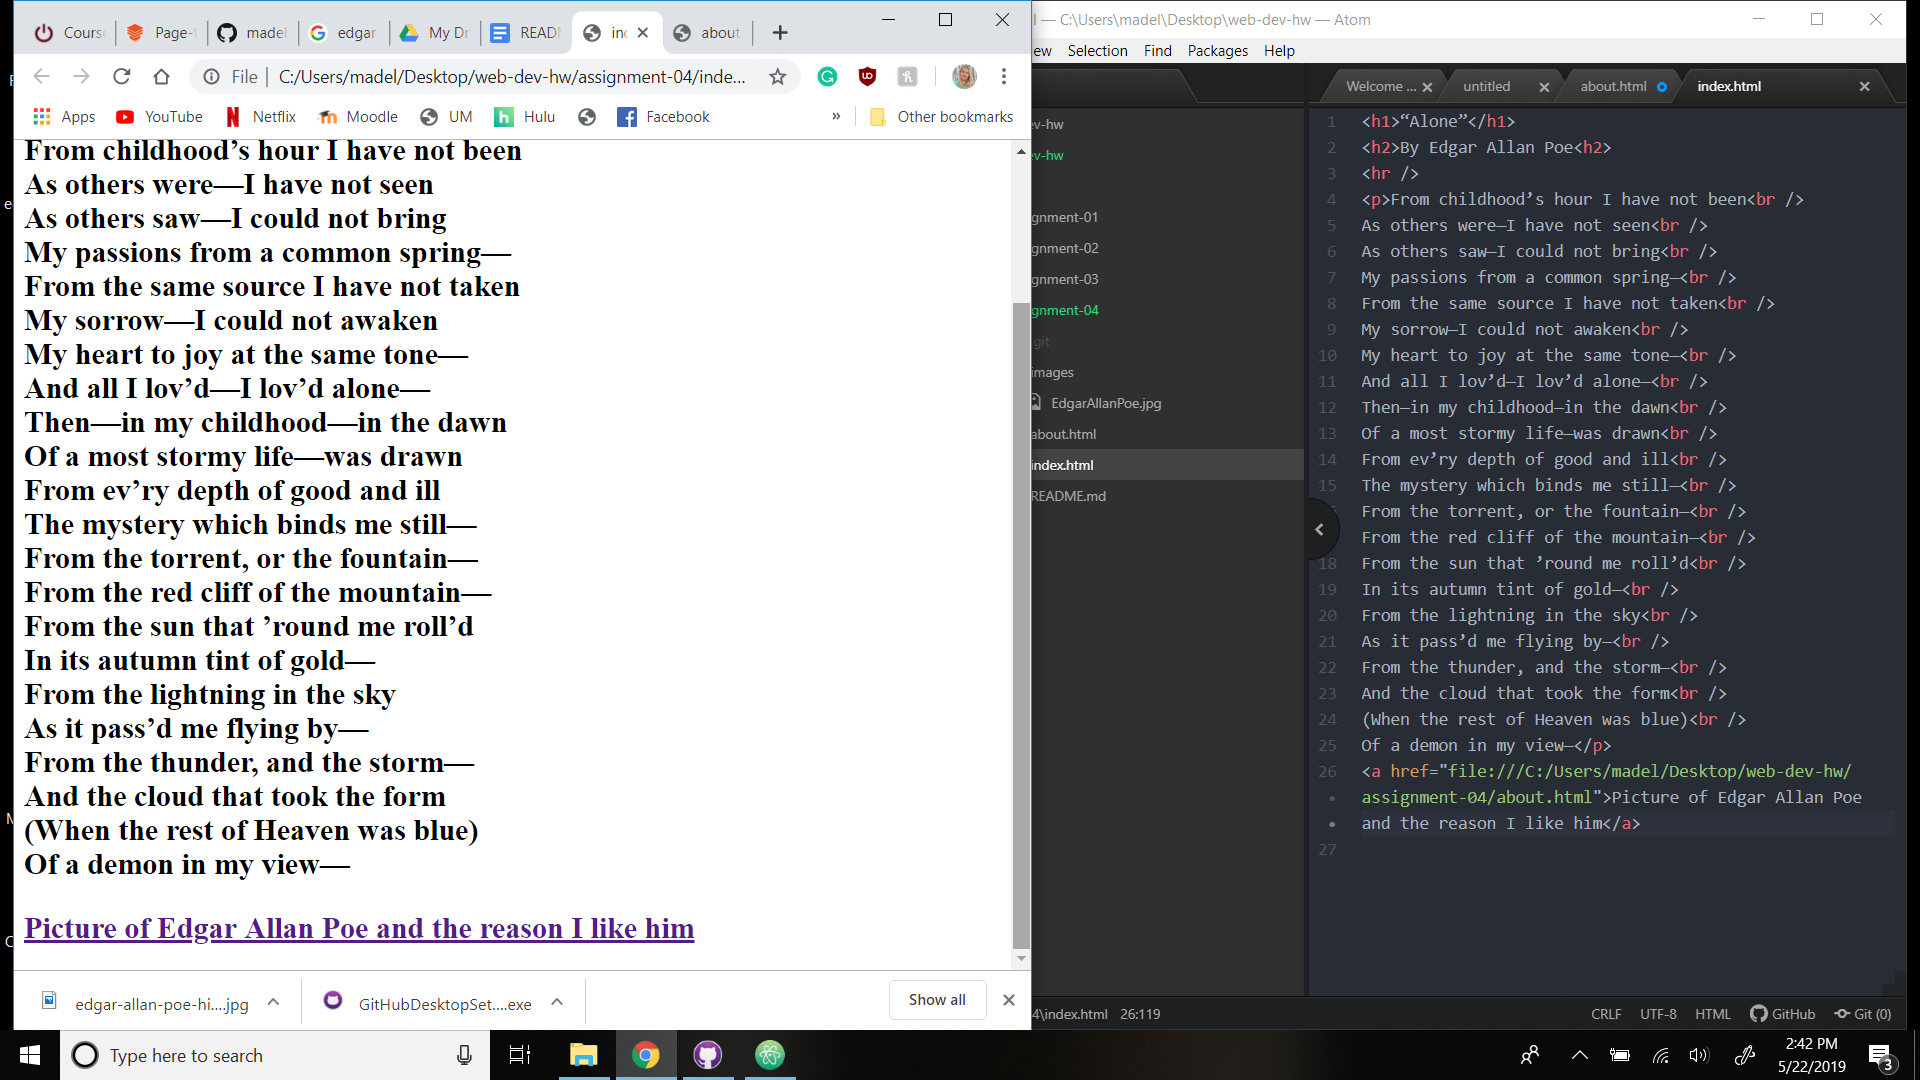 Cours
Page-
madel
edgar
My Dr
READ
in
about
File
C:/Users/madel/Desktop/web-dev-hw/assignment-04/inde...
Apps
YouTube
Netflix
Moodle
UM
Hulu
Facebook
»
Other bookmarks
From childhood’s hour I have not been
As others were—I have not seen
As others saw—I could not bring
My passions from a common spring—
From the same source I have not taken
My sorrow—I could not awaken
My heart to joy at the same tone—
And all I lov’d—I lov’d alone—
Then—in my childhood—in the dawn
Of a most stormy life—was drawn
From ev’ry depth of good and ill
The mystery which binds me still—
From the torrent, or the fountain—
From the red cliff of the mountain—
From the sun that ’round me roll’d
In its autumn tint of gold—
From the lightning in the sky
As it pass’d me flying by—
From the thunder, and the storm—
And the cloud that took the form
(When the rest of Heaven was blue)
Of a demon in my view—
Picture of Edgar Allan Poe and the reason I like him
edgar-allan-poe-hi....jpg
GitHubDesktopSet....exe
Show all
l — C:\Users\madel\Desktop\web-dev-hw — Atom
ew Selection Find Packages Help
Welcome ...
untitled
about.html
index.html
ev-hw
ev-hw
gnment-01
gnment-02
gnment-03
gnment-04
.git
images
EdgarAllanPoe.jpg
about.html
index.html
README.md
1 <h1>“Alone”</h1>
2 <h2>By Edgar Allan Poe<h2>
3 <hr />
4 <p>From childhood’s hour I have not been<br />
5 As others were—I have not seen<br />
6 As others saw—I could not bring<br />
7 My passions from a common spring—<br />
8 From the same source I have not taken<br />
9 My sorrow—I could not awaken<br />
10 My heart to joy at the same tone—<br />
11 And all I lov’d—I lov’d alone—<br />
12 Then—in my childhood—in the dawn<br />
13 Of a most stormy life—was drawn<br />
14 From ev’ry depth of good and ill<br />
15 The mystery which binds me still—<br />
From the torrent, or the fountain—<br />
From the red cliff of the mountain—<br />
18 From the sun that ’round me roll’d<br />
19 In its autumn tint of gold—<br />
20 From the lightning in the sky<br />
21 As it pass’d me flying by—<br />
22 From the thunder, and the storm—<br />
23 And the cloud that took the form<br />
24 (When the rest of Heaven was blue)<br />
25 Of a demon in my view—</p>
26 <a href="file:///C:/Users/madel/Desktop/web-dev-hw/
assignment-04/about.html">Picture of Edgar Allan Poe
and the reason I like him</a>
27
4\index.html 26:119
CRLF UTF-8 HTML GitHub Git (0)
Type here to search
2:42 PM
5/22/2019
3